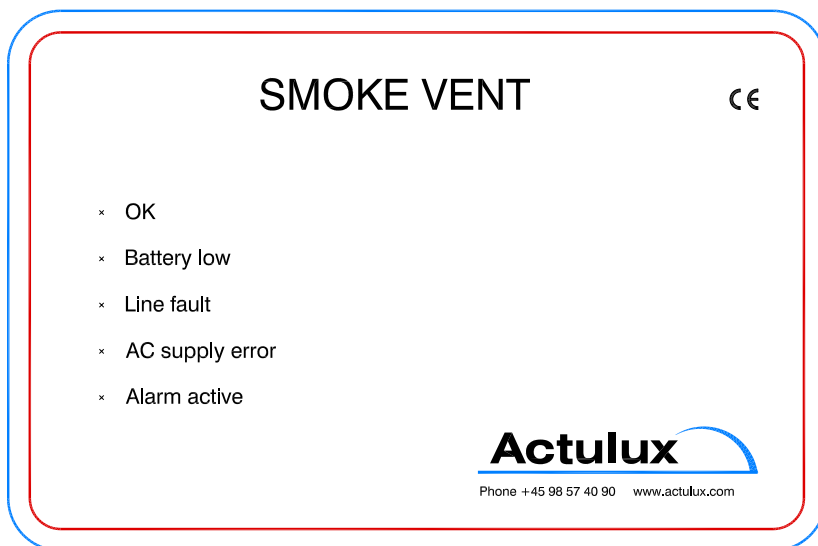 SMOKE VENT
CE
× OK
× Battery low
× Line fault
× AC supply error
× Alarm active
Actulux
Phone +45 98 57 40 90 www.actulux.com